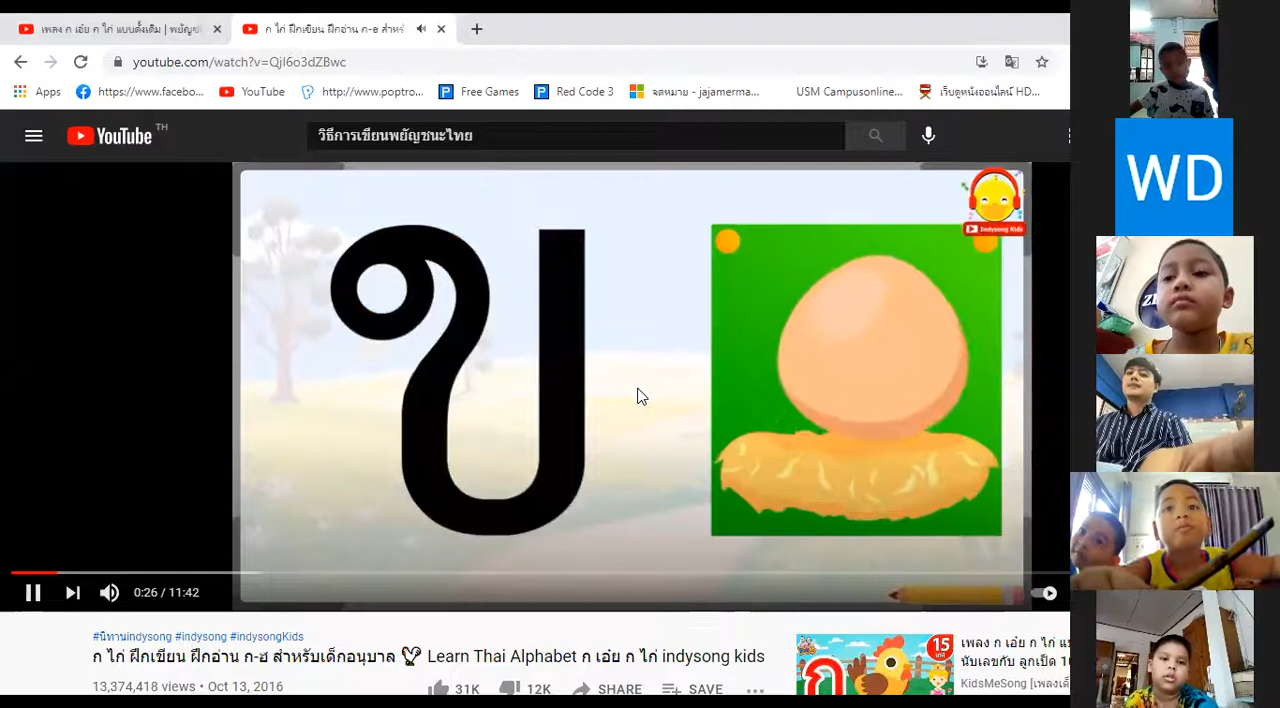 เพลง ก เอ๋ย ก ไก่ แบบดั้งเดิม | พยัญช
ก ไก่ ฝึกเขียน ฝึกอ่าน ก-ฮ สำหร์
youtube.com/watch?v=QjI6o3dZBwc
Apps
https://www.facebo...
YouTube
http://www.poptro...
Free Games
Red Code 3
จดหมาย - jajamerma...
USM Campusonline...
เว็บดูหนังออนไลน์ HD...
YouTube TH
วิธีการเขียนพยัญชนะไทย
WD
Indysong Kids
ข
0:26 / 11:42
#นิทานindysong #indysong #indysongKids
ก ไก่ ฝึกเขียน ฝึกอ่าน ก-ฮ สำหรับเด็กอนุบาล Learn Thai Alphabet ก เอ๋ย ก ไก่ indysong kids
13,374,418 views • Oct 13, 2016
31K
12K
SHARE
SAVE
15
ก
เพลง ก เอ๋ย ก ไก่ แ
นับเลขกับ ลูกเป็ด 1
KidsMeSong [เพลงเด็